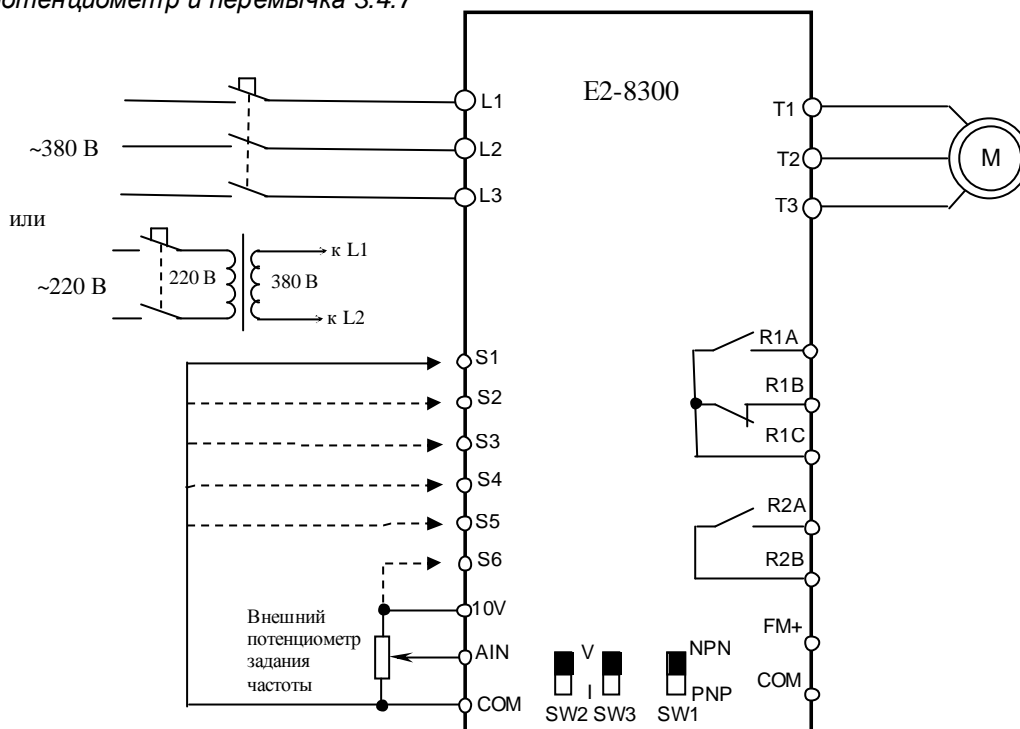 потенциометр и перемычка S.4.7
E2-8300
L1
L2
L3
~380 В
или
~220 В
220 В
380 В
к L1
к L2
T1
T2
T3
M
S1
S2
S3
S4
S5
S6
10V
AIN
COM
Внешний
потенциометр
задания
частоты
R1A
R1B
R1C
R2A
R2B
FM+
COM
V
I
NPN
PNP
SW2 SW3 SW1